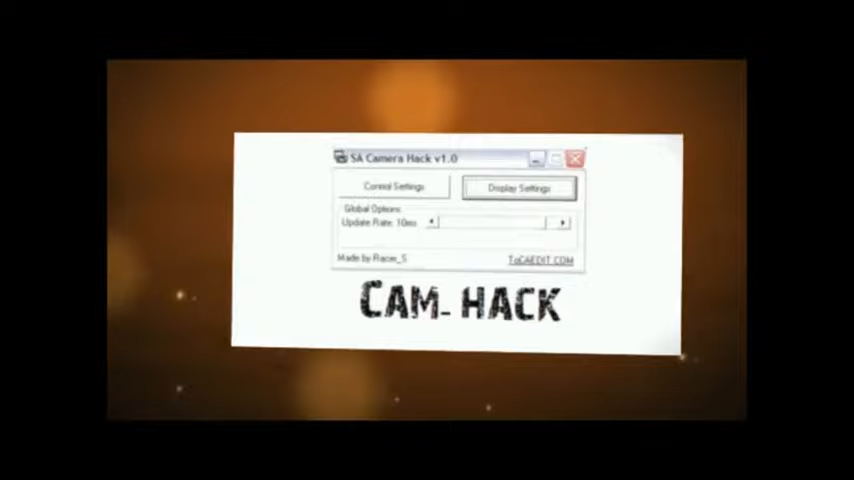 SA Camera Hack v1.0
Control Settings
Display Settings
Global Options
Update Rate: 10ms
Made by Racer_S
ToCAEDIT.COM
CAM-HACK